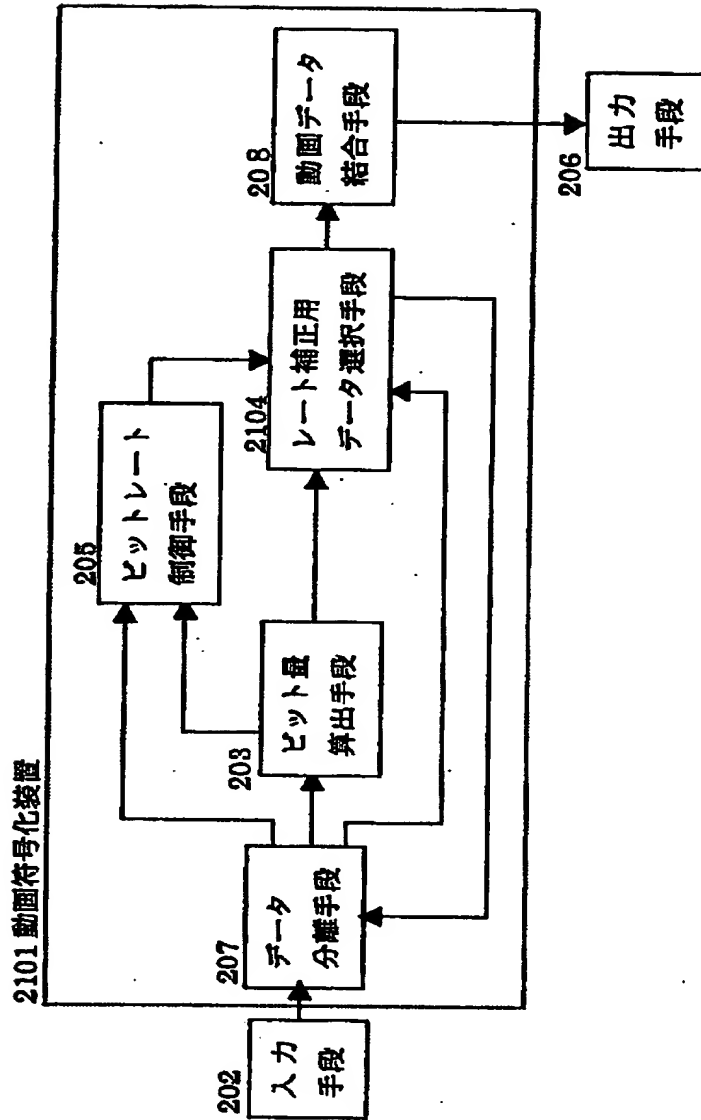 2101 動画符号化装置
202
入力
手段
207
データ
分離手段
203
ビット量
算出手段
205
ビットレート
制御手段
2104
レート補正用
データ選択手段
208
動画データ
結合手段
206
出力
手段